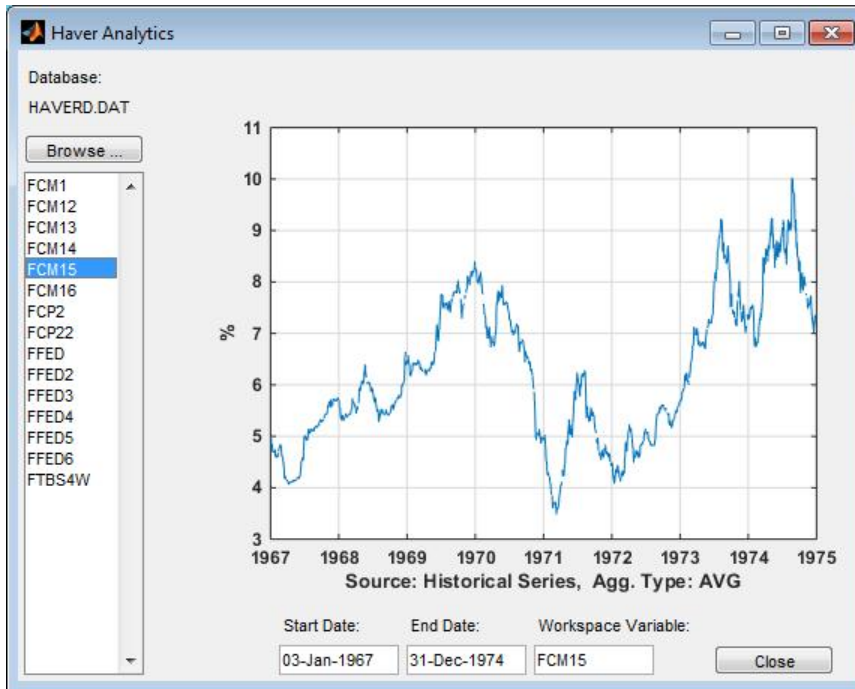 Haver Analytics
Database:
HAVERD.DAT
Browse ...
FCM1
FCM12
FCM13
FCM14
FCM15
FCM16
FCP2
FCP22
FFED
FFED2
FFED3
FFED4
FFED5
FFED6
FTBS4W
11
10
9
8
7
6
5
4
3
%
1967 1968 1969 1970 1971 1972 1973 1974 1975
Source: Historical Series, Agg. Type: AVG
Start Date: End Date: Workspace Variable:
03-Jan-1967 31-Dec-1974 FCM15 Close